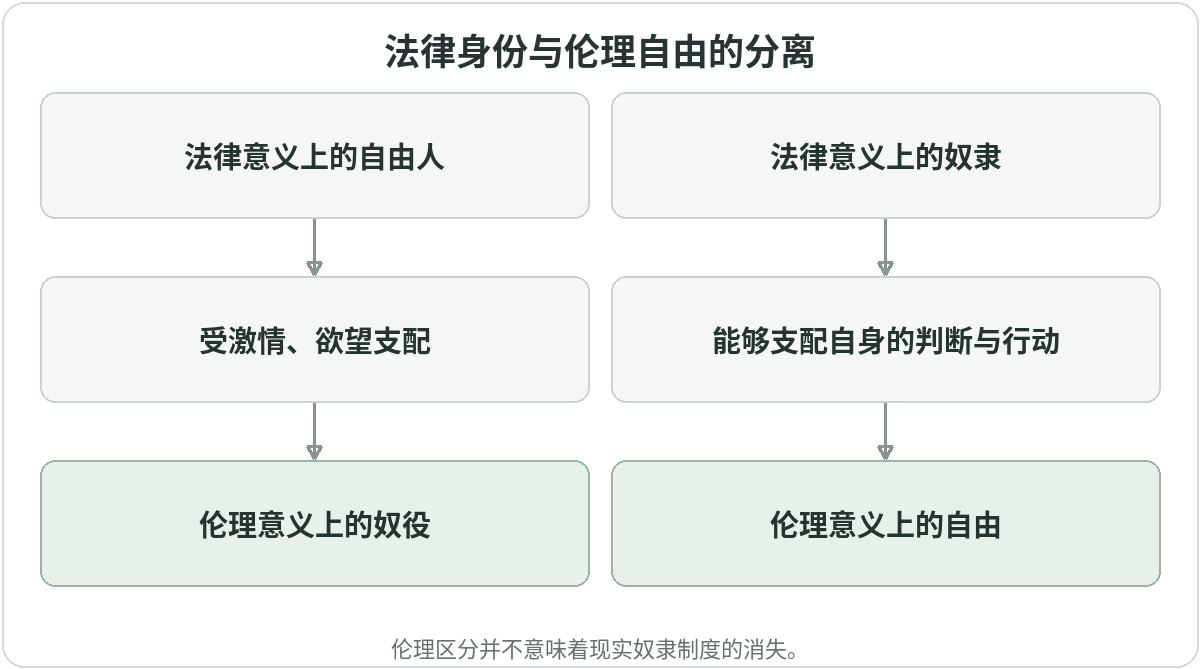 法律身份与伦理自由的分离
法律意义上的自由人
法律意义上的奴隶
受激情、欲望支配
能够支配自身的判断与行动
伦理意义上的奴役
伦理意义上的自由
伦理区分并不意味着现实奴隶制度的消失。